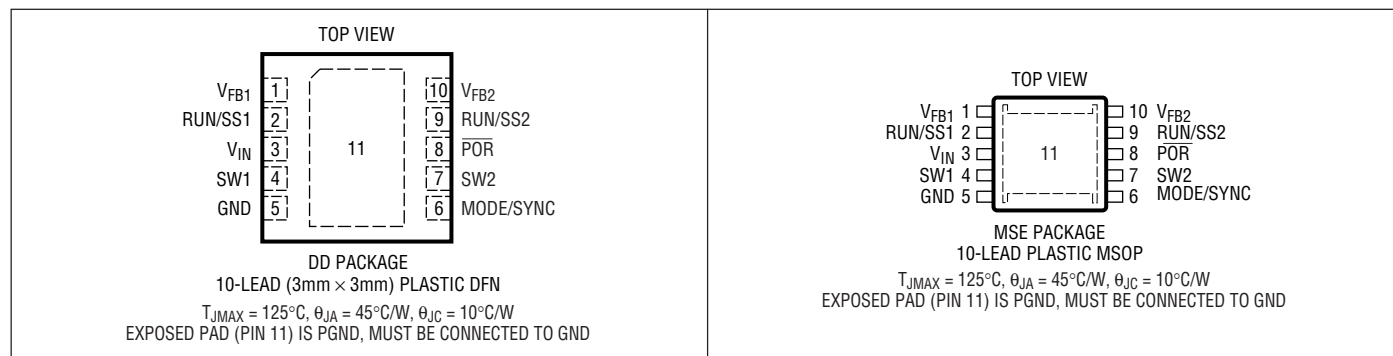 TOP VIEW
VFB1 1
RUN/SS1 2
VIN 3
SW1 4
GND 5
11
10 VFB2
9 RUN/SS2
8 POR
7 SW2
6 MODE/SYNC
DD PACKAGE
10-LEAD (3mm × 3mm) PLASTIC DFN
TJMAX = 125°C, θJA = 45°C/W, θJC = 10°C/W
EXPOSED PAD (PIN 11) IS PGND, MUST BE CONNECTED TO GND
TOP VIEW
VFB1 1
RUN/SS1 2
VIN 3
SW1 4
GND 5
11
10 VFB2
9 RUN/SS2
8 POR
7 SW2
6 MODE/SYNC
MSE PACKAGE
10-LEAD PLASTIC MSOP
TJMAX = 125°C, θJA = 45°C/W, θJC = 10°C/W
EXPOSED PAD (PIN 11) IS PGND, MUST BE CONNECTED TO GND